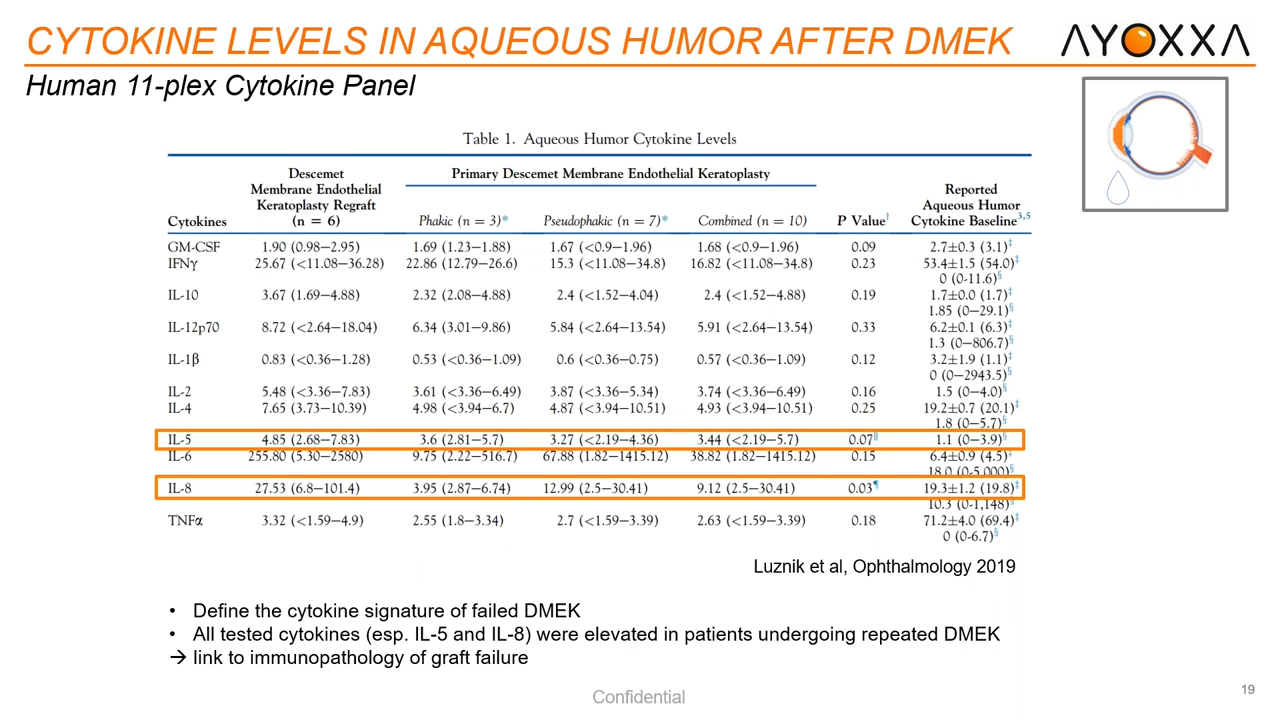 CYTOKINE LEVELS IN AQUEOUS HUMOR AFTER DMEK
AYOXXA
Human 11-plex Cytokine Panel
Table 1. Aqueous Humor Cytokine Levels
Cytokines Descemet Membrane Endothelial Keratoplasty Regraft (n = 6) Primary Descemet Membrane Endothelial Keratoplasty P Value† Reported Aqueous Humor Cytokine Baseline3,5
Phakic (n = 3)* Pseudophakic (n = 7)* Combined (n = 10)
GM-CSF 1.90 (0.98–2.95) 1.69 (1.23–1.88) 1.67 (<0.9–1.96) 1.68 (<0.9–1.96) 0.09 2.7±0.3 (3.1)‡
IFNγ 25.67 (<11.08–36.28) 22.86 (12.79–26.6) 15.3 (<11.08–34.8) 16.82 (<11.08–34.8) 0.23 53.4±1.5 (54.0)‡
0 (0-11.6)§
IL-10 3.67 (1.69–4.88) 2.32 (2.08–4.88) 2.4 (<1.52–4.04) 2.4 (<1.52–4.88) 0.19 1.7±0.0 (1.7)‡
1.85 (0–29.1)§
IL-12p70 8.72 (<2.64–18.04) 6.34 (3.01–9.86) 5.84 (<2.64–13.54) 5.91 (<2.64–13.54) 0.33 6.2±0.1 (6.3)‡
1.3 (0–806.7)§
IL-1β 0.83 (<0.36–1.28) 0.53 (<0.36–1.09) 0.6 (<0.36–0.75) 0.57 (<0.36–1.09) 0.12 3.2±1.9 (1.1)‡
0 (0–2943.5)§
IL-2 5.48 (<3.36–7.83) 3.61 (<3.36–6.49) 3.87 (<3.36–5.34) 3.74 (<3.36–6.49) 0.16 1.5 (0–4.0)§
IL-4 7.65 (3.73–10.39) 4.98 (<3.94–6.7) 4.87 (<3.94–10.51) 4.93 (<3.94–10.51) 0.25 19.2±0.7 (20.1)‡
1.8 (0–5.7)§
IL-5 4.85 (2.68–7.83) 3.6 (2.81–5.7) 3.27 (<2.19–4.36) 3.44 (<2.19–5.7) 0.07‖ 1.1 (0–3.9)§
IL-6 255.80 (5.30–2580) 9.75 (2.22–516.7) 67.88 (1.82–1415.12) 38.82 (1.82–1415.12) 0.15 6.4±0.9 (4.5)‡
18.0 (0-5,000)§
IL-8 27.53 (6.8–101.4) 3.95 (2.87–6.74) 12.99 (2.5–30.41) 9.12 (2.5–30.41) 0.03¶ 19.3±1.2 (19.8)‡
10.3 (0-1,148)§
TNFα 3.32 (<1.59–4.9) 2.55 (1.8–3.34) 2.7 (<1.59–3.39) 2.63 (<1.59–3.39) 0.18 71.2±4.0 (69.4)‡
0 (0-6.7)§
Luznik et al, Ophthalmology 2019
• Define the cytokine signature of failed DMEK
• All tested cytokines (esp. IL-5 and IL-8) were elevated in patients undergoing repeated DMEK
→ link to immunopathology of graft failure
Confidential
19